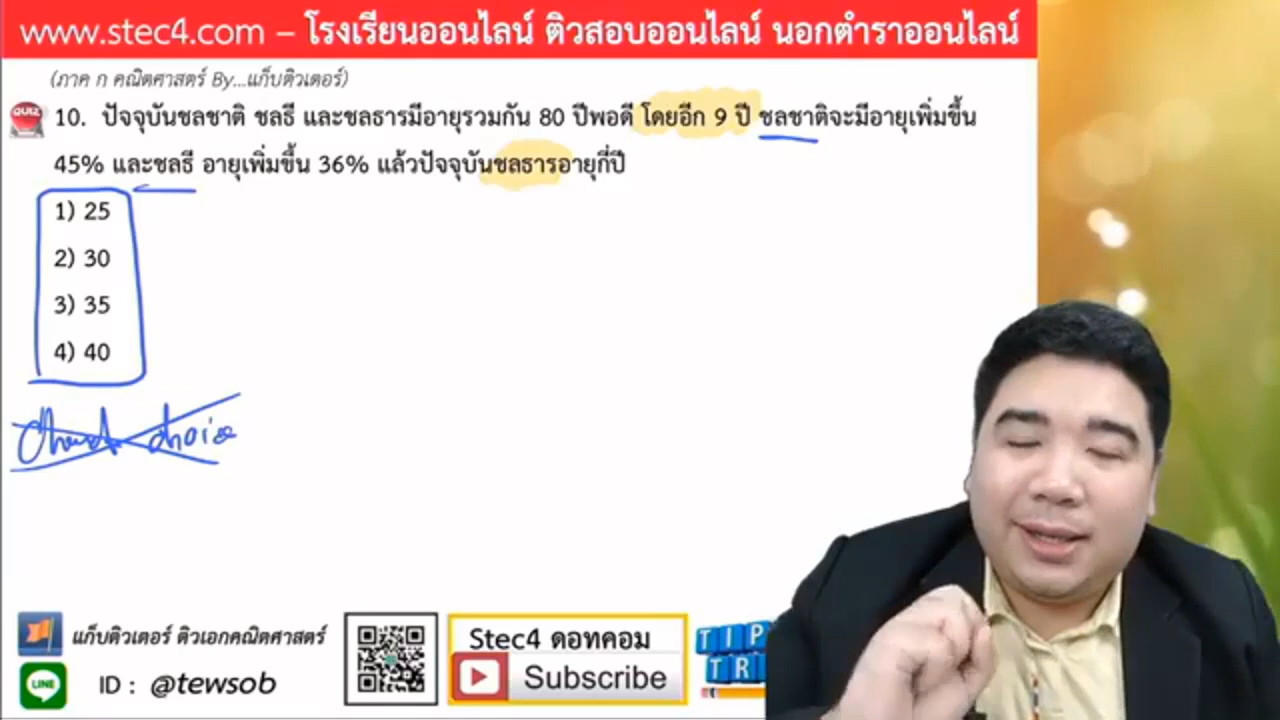 www.stec4.com – โรงเรียนออนไลน์ ติวสอบออนไลน์ นอกตำราออนไลน์
(ภาค ก คณิตศาสตร์ By...แก็บติวเตอร์)
QUIZ
10. ปัจจุบันชลชาติ ชลธี และชลธารมีอายุรวมกัน 80 ปีพอดี โดยอีก 9 ปี ชลชาติจะมีอายุเพิ่มขึ้น
45% และชลธี อายุเพิ่มขึ้น 36% แล้วปัจจุบันชลธารอายุกี่ปี
1) 25
2) 30
3) 35
4) 40
choice
แก็บติวเตอร์ ติวเอกคณิตศาสตร์
LINE
ID : @tewsob
Stec4 ดอทคอม
Subscribe
TIP
TRI